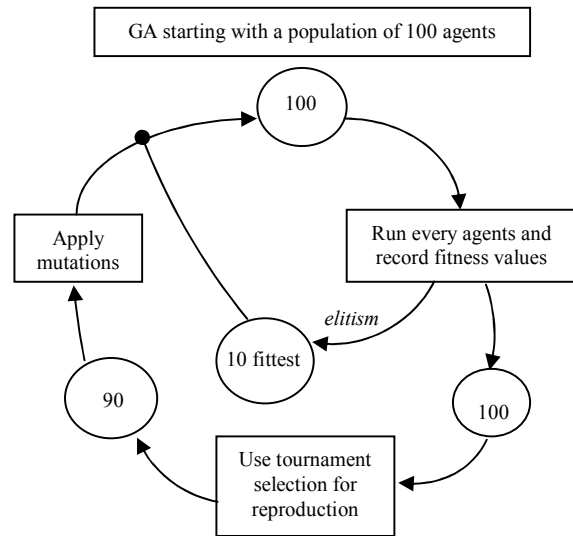 GA starting with a population of 100 agents
100
Run every agents and
record fitness values
Apply
mutations
elitism
10 fittest
90
100
Use tournament
selection for
reproduction